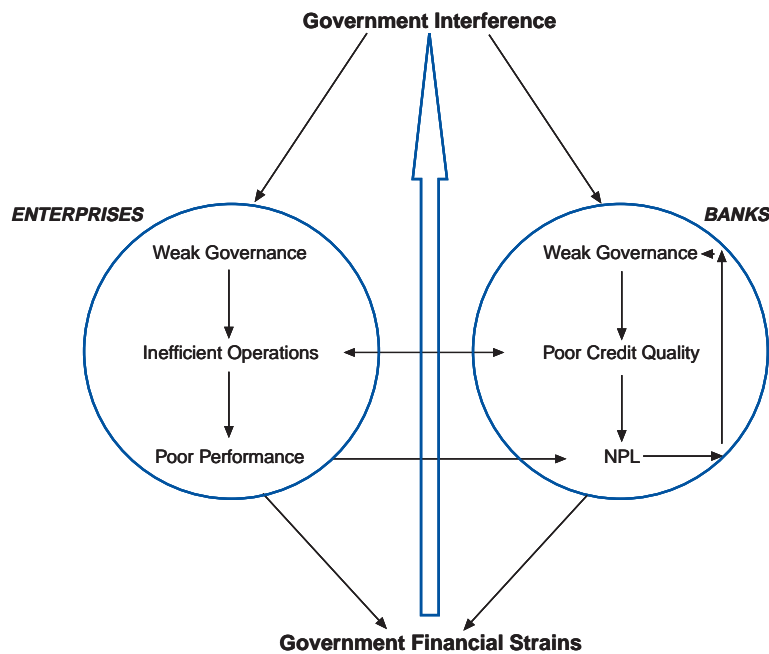 Government Interference
ENTERPRISES
BANKS
Weak Governance
Weak Governance
Inefficient Operations
Poor Credit Quality
Poor Performance
NPL
Government Financial Strains